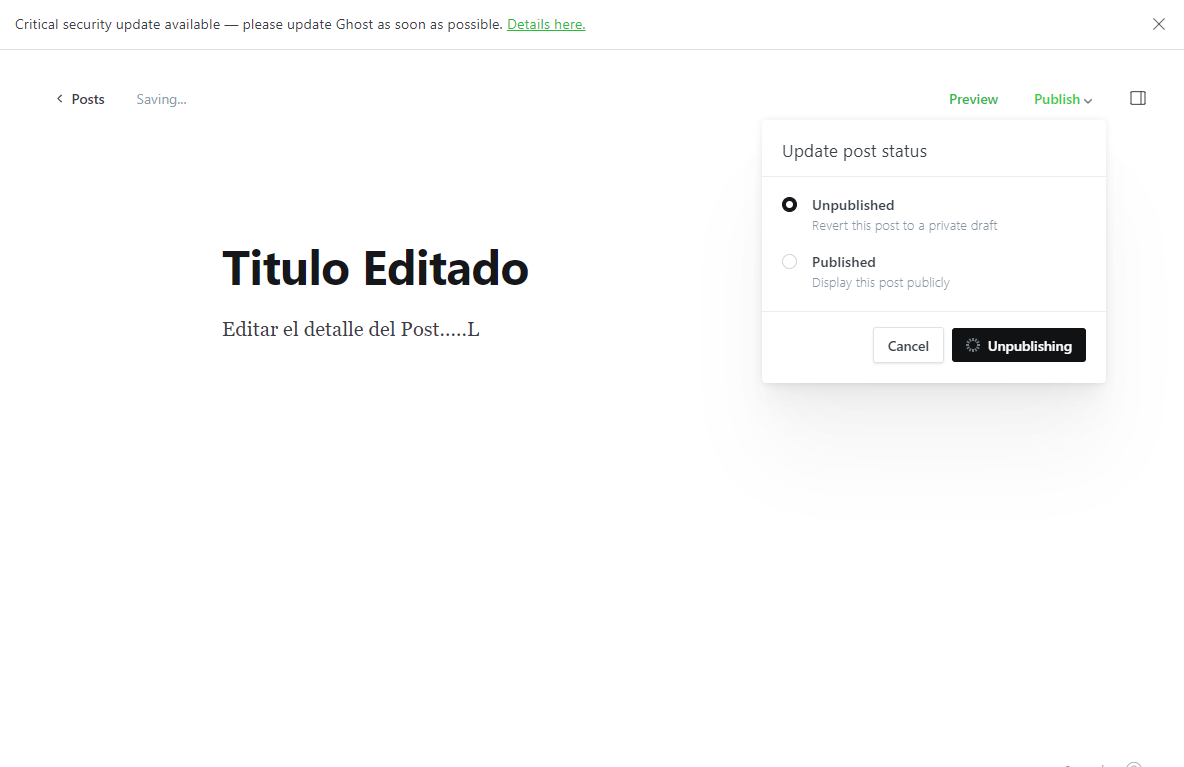 Critical security update available — please update Ghost as soon as possible. Details here.
Posts
Saving...
Preview
Publish
Update post status
Unpublished
Revert this post to a private draft
Published
Display this post publicly
Cancel
Unpublishing
Titulo Editado
Editar el detalle del Post.....L